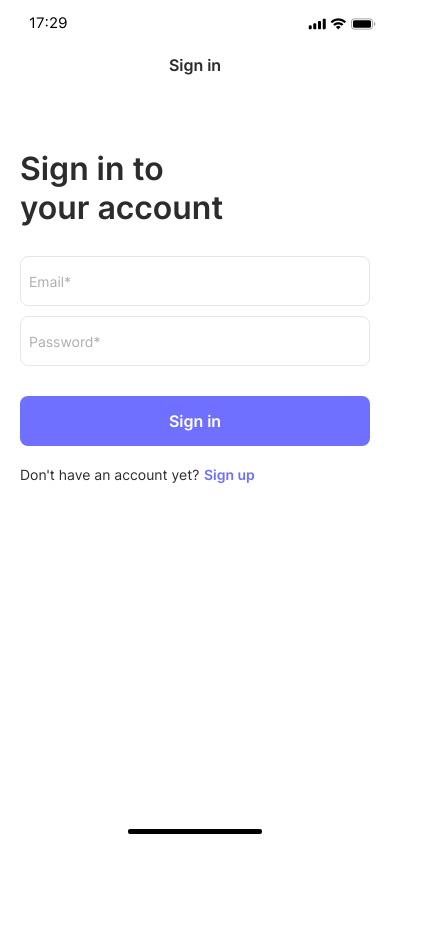 17:29
Sign in
Sign in to
your account
Email*
Password*
Sign in
Don't have an account yet? Sign up